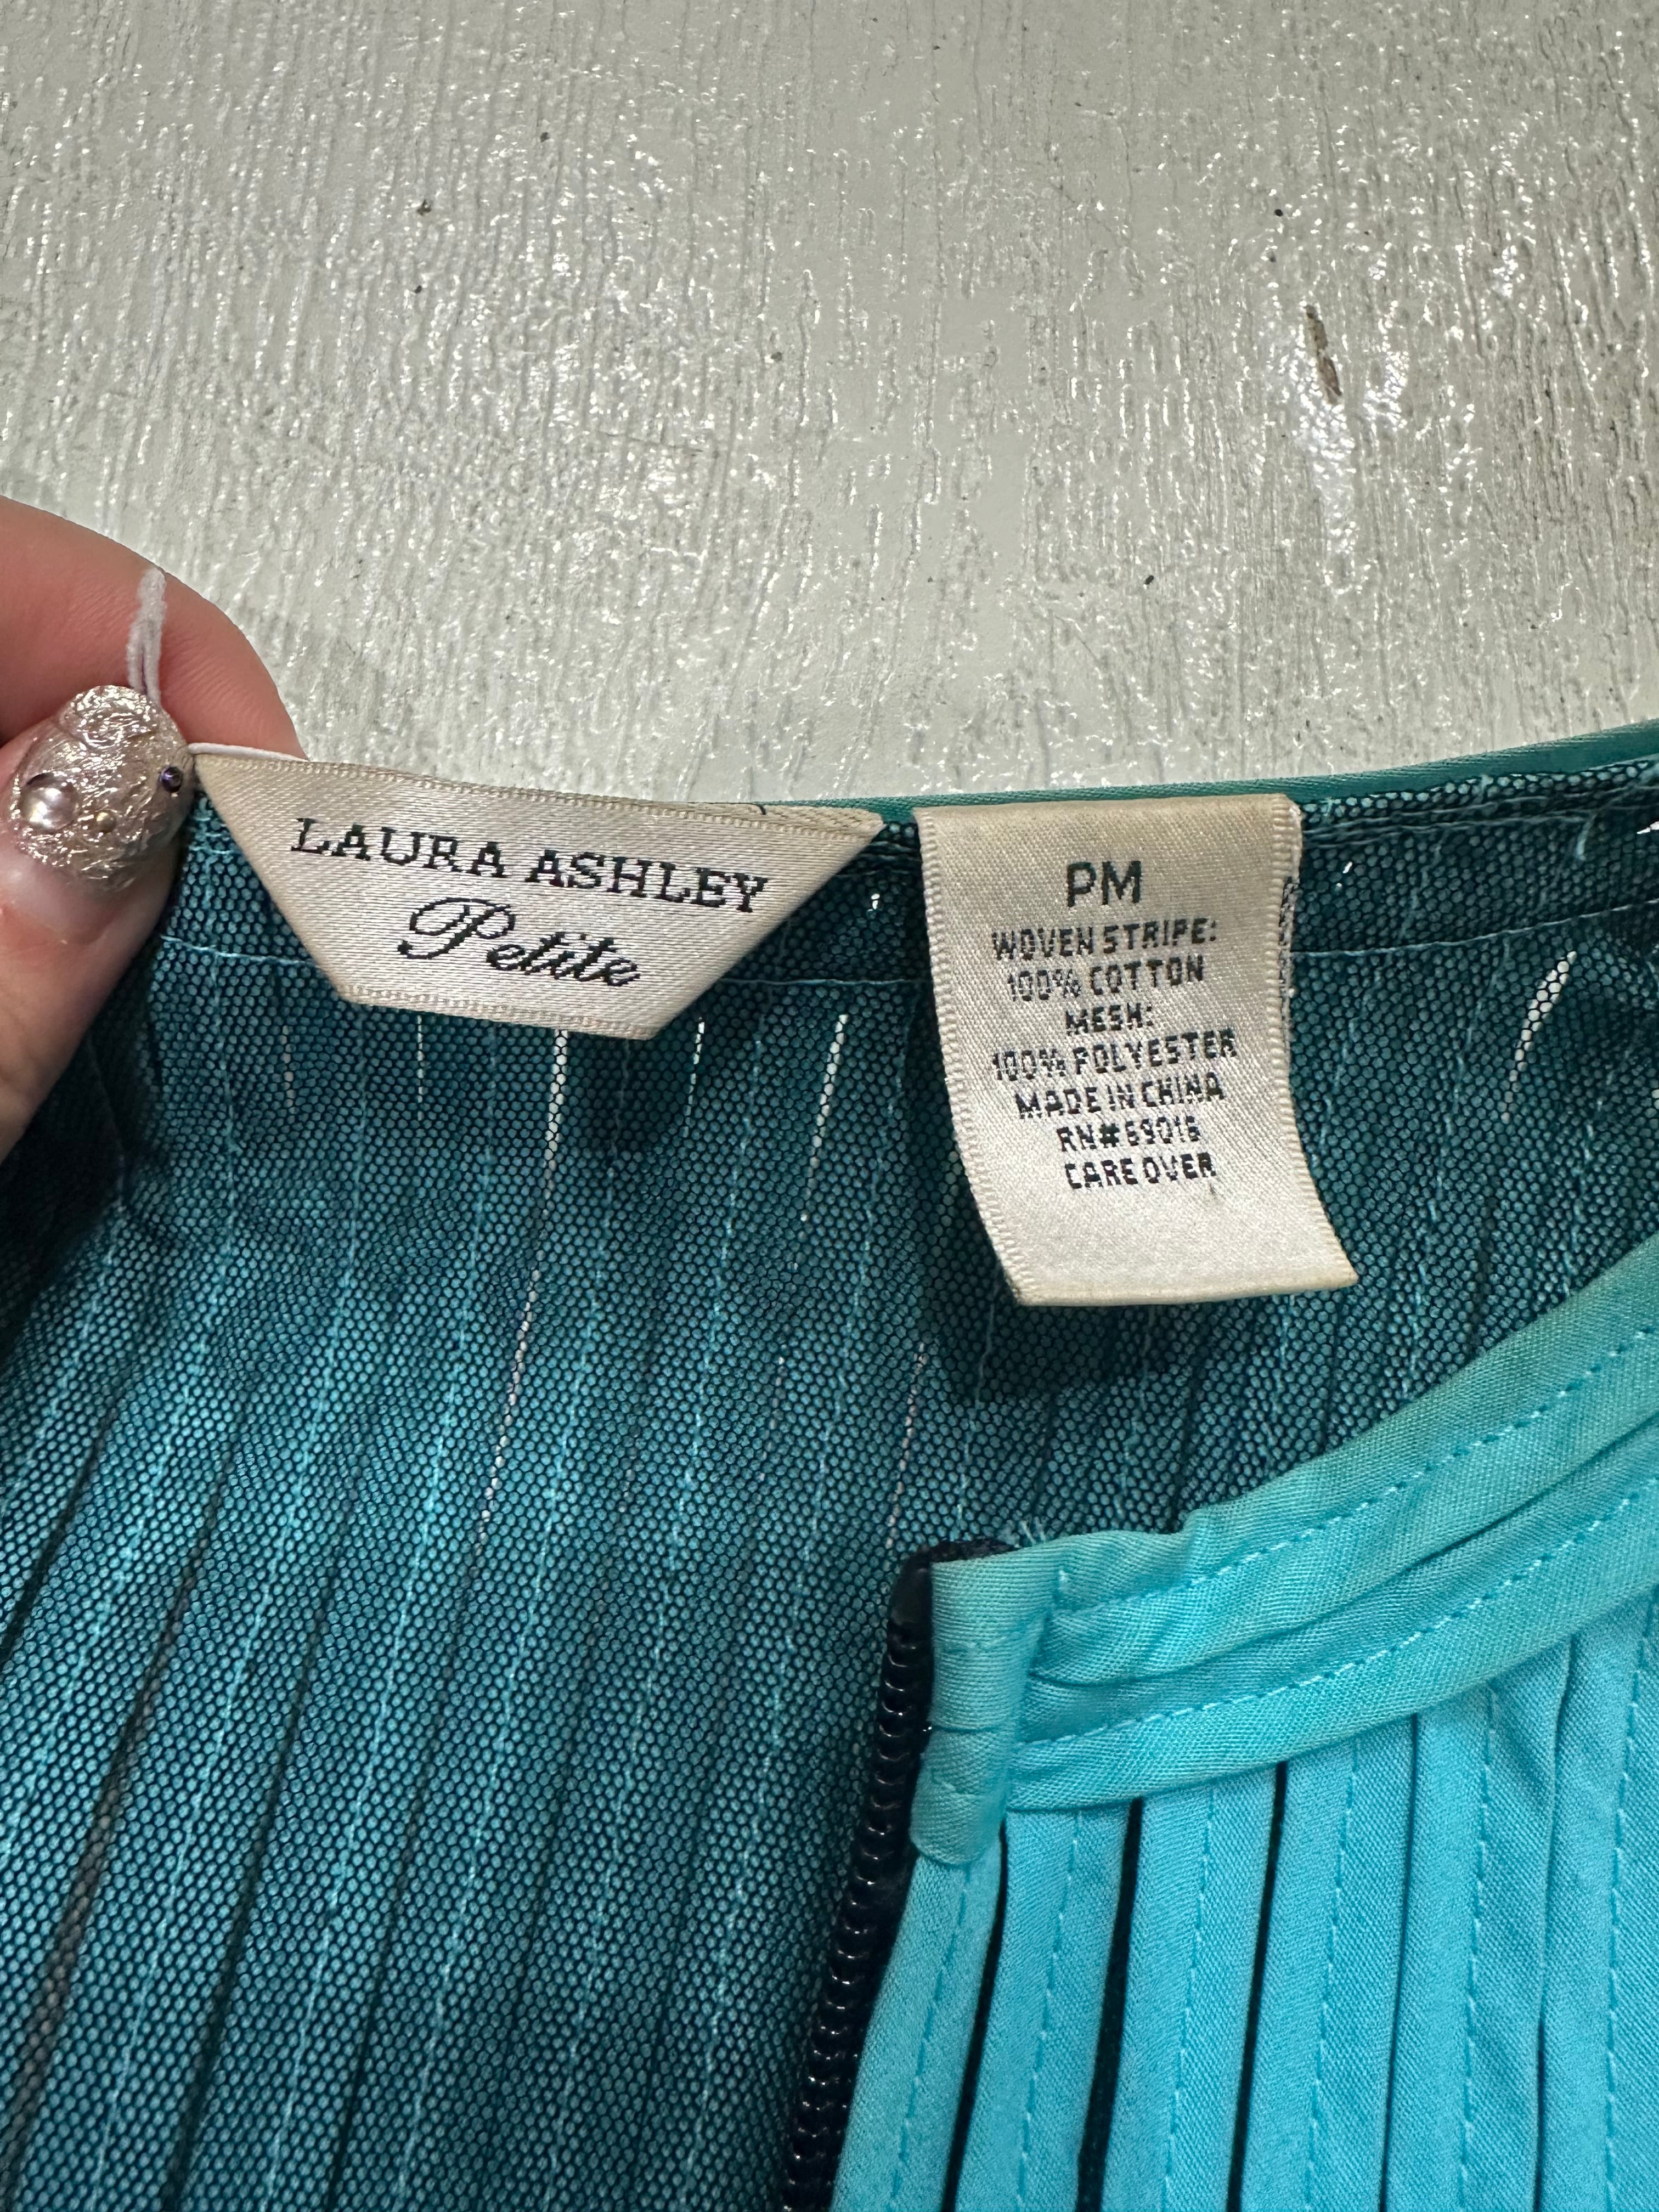 LAURA ASHLEY
Petite
PM
WOVEN STRIPE:
100% COTTON
MESH:
100% POLYESTER
MADE IN CHINA
RN#69016
CARE OVER